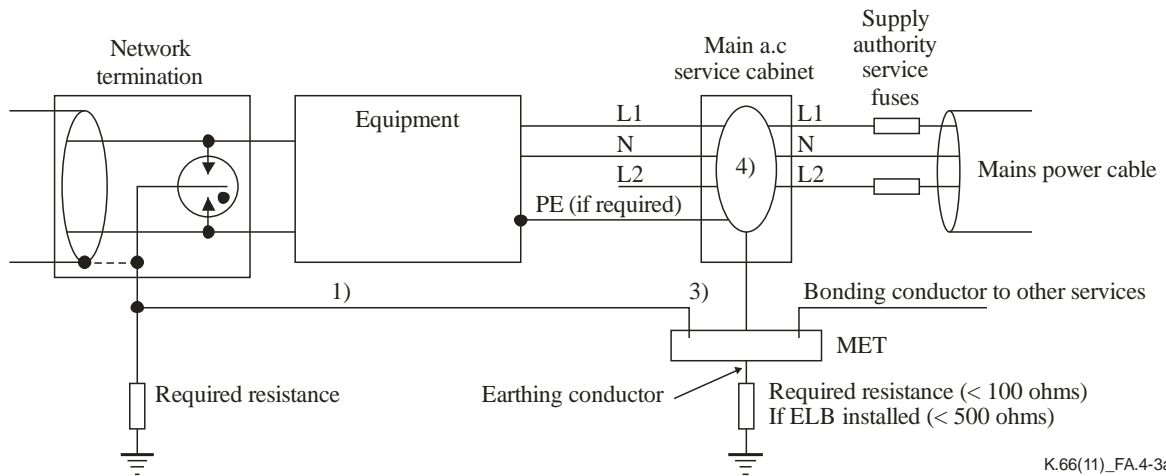 Network
termination
Equipment
Main a.c
service cabinet
Supply
authority
service
fuses
L1
N
L2
PE (if required)
4)
L1
N
L2
Mains power cable
1)
3)
Bonding conductor to other services
MET
Required resistance
Earthing conductor
Required resistance (< 100 ohms)
If ELB installed (< 500 ohms)
K.66(11)_FA.4-3a